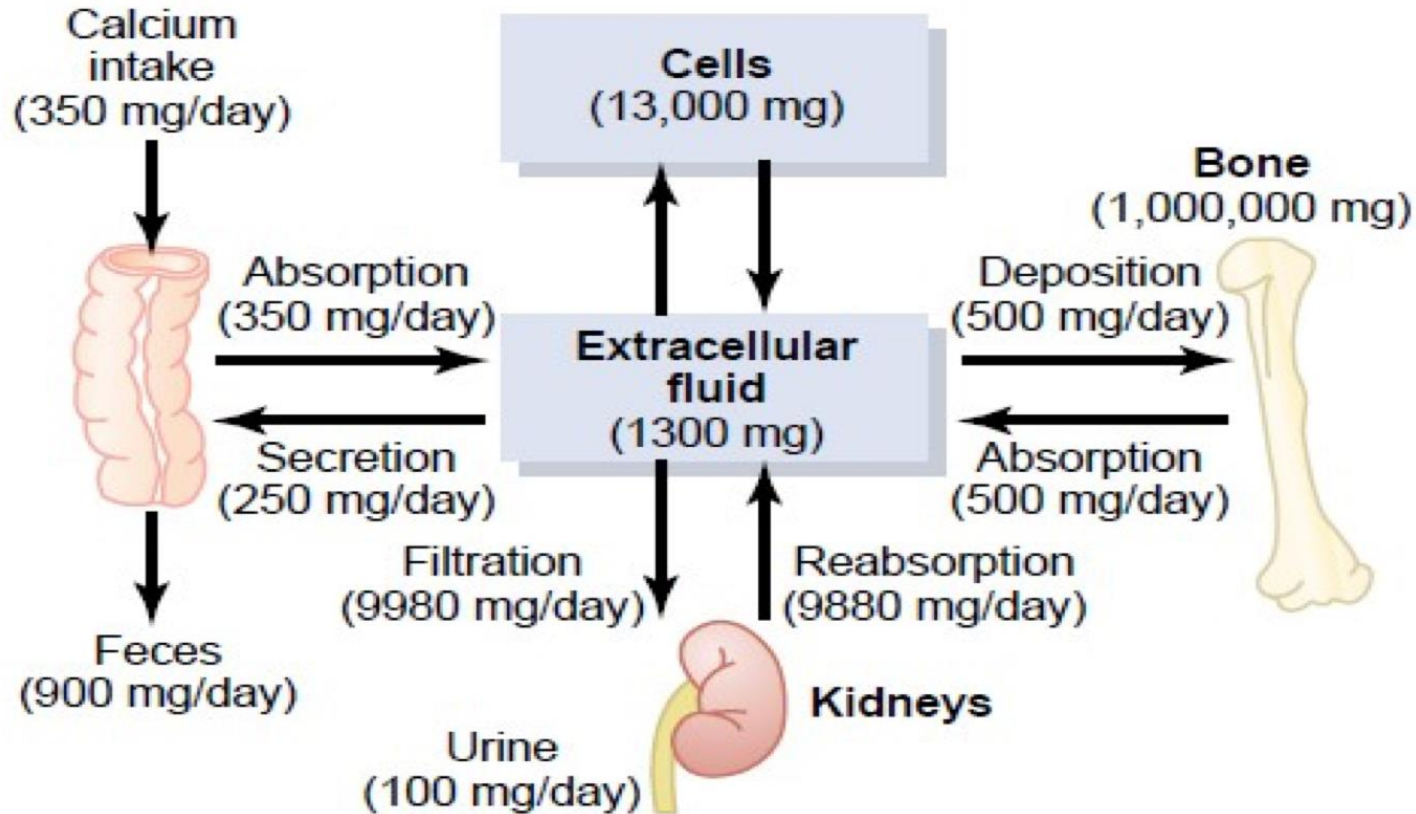 Calcium
intake
(350 mg/day)
Cells
(13,000 mg)
Bone
(1,000,000 mg)
Absorption
(350 mg/day)
Deposition
(500 mg/day)
Extracellular
fluid
(1300 mg)
Secretion
(250 mg/day)
Absorption
(500 mg/day)
Filtration
(9980 mg/day)
Reabsorption
(9880 mg/day)
Feces
(900 mg/day)
Kidneys
Urine
(100 mg/day)